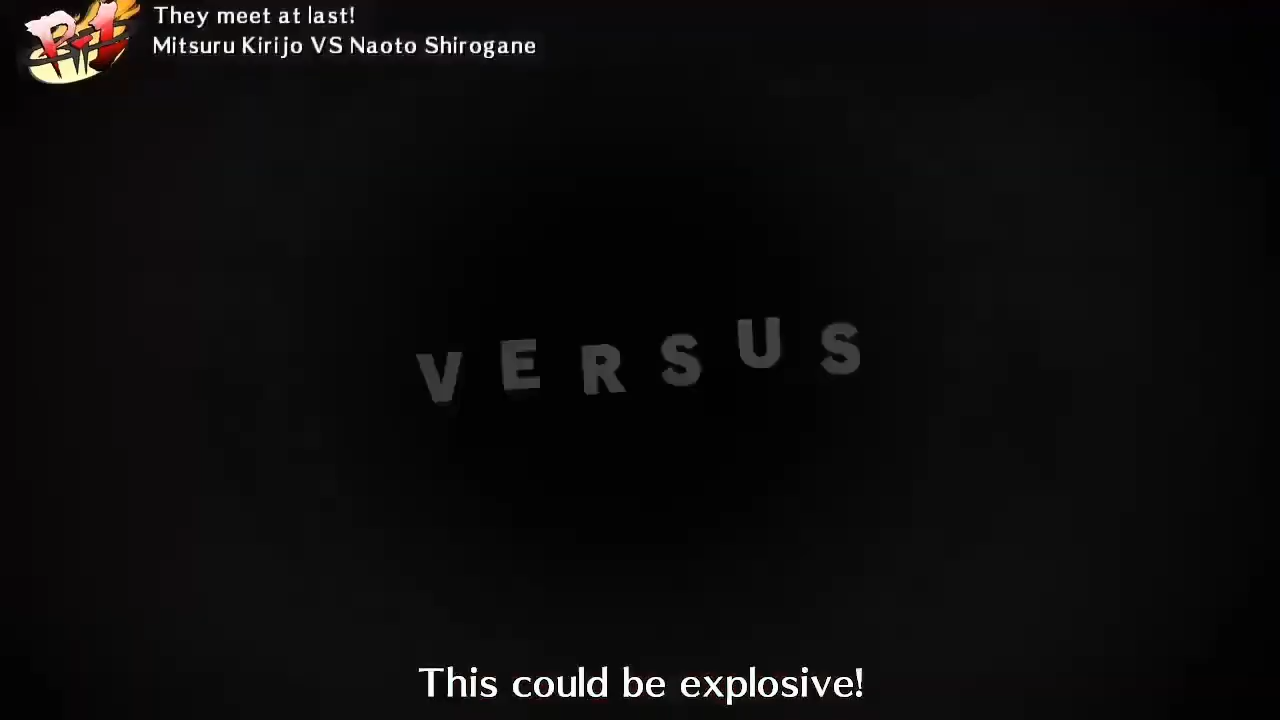 They meet at last!
Mitsuru Kirijo VS Naoto Shirogane
VERSUS
This could be explosive!